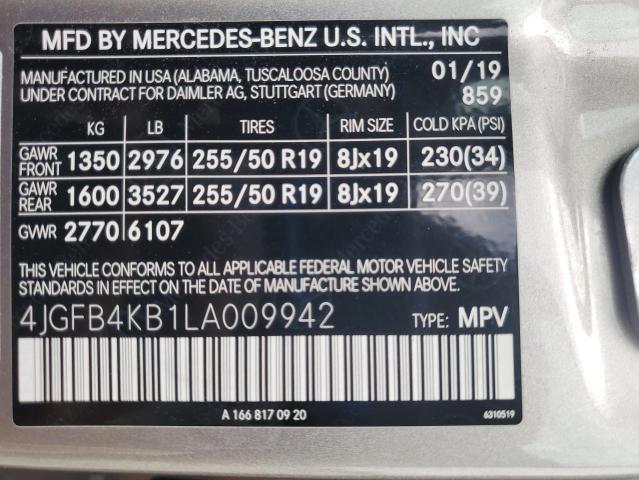 MFD BY MERCEDES-BENZ U.S. INTL., INC
MANUFACTURED IN USA (ALABAMA, TUSCALOOSA COUNTY) 01/19
UNDER CONTRACT FOR DAIMLER AG, STUTTGART (GERMANY) 859
KG LB TIRES RIM SIZE COLD KPA (PSI)
GAWR FRONT 1350 2976 255/50 R19 8Jx19 230(34)
GAWR REAR 1600 3527 255/50 R19 8Jx19 270(39)
GWR 2770 6107
THIS VEHICLE CONFORMS TO ALL APPLICABLE FEDERAL MOTOR VEHICLE SAFETY
STANDARDS IN EFFECT ON THE DATE OF MANUFACTURE SHOWN ABOVE.
4JGFB4KB1LA009942 TYPE: MPV
A 166 817 09 20 6310519